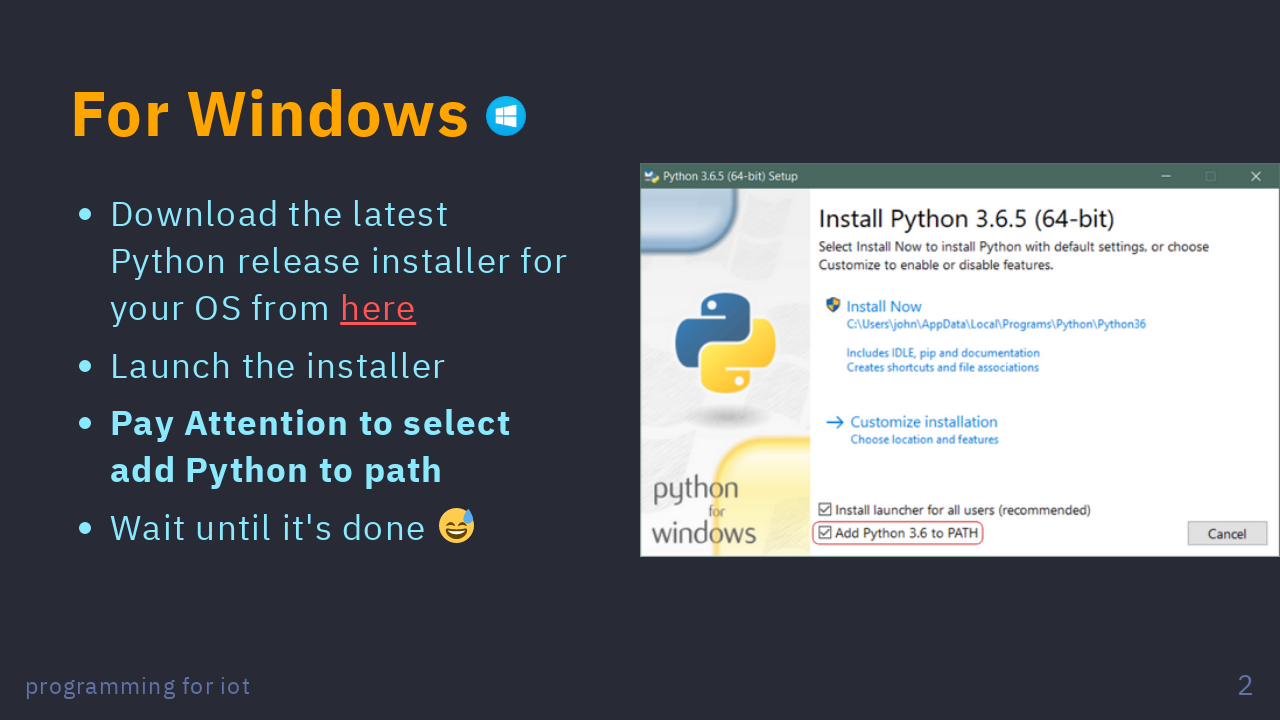 For Windows
Download the latest
Python release installer for
your OS from here
Launch the installer
Pay Attention to select
add Python to path
Wait until it's done 😅
Python 3.6.5 (64-bit) Setup
Install Python 3.6.5 (64-bit)
Select Install Now to install Python with default settings, or choose
Customize to enable or disable features.
Install Now
C:\Users\john\AppData\Local\Programs\Python\Python36
Includes IDLE, pip and documentation
Creates shortcuts and file associations
Customize installation
Choose location and features
python
for
windows
Install launcher for all users (recommended)
Add Python 3.6 to PATH
Cancel
programming for iot
2